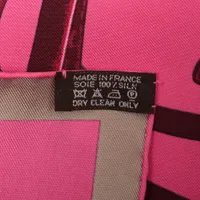 MADE IN FRANCE
SOIE 100% SILK
DRY CLEAN ONLY